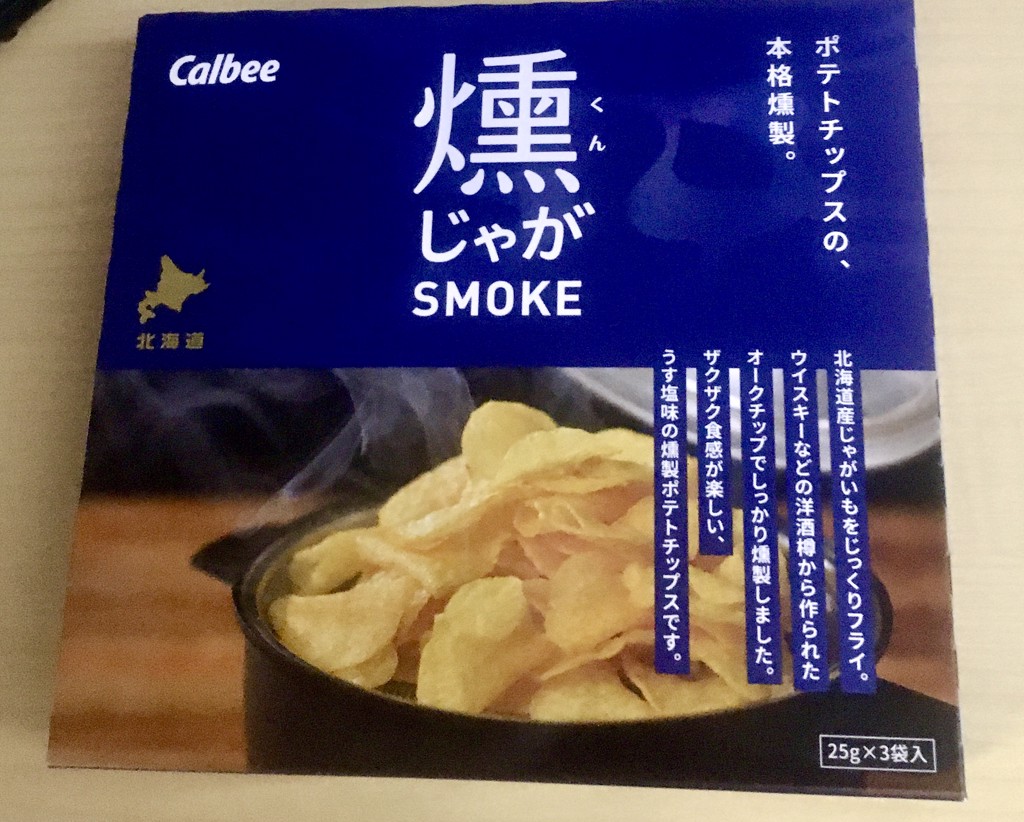 Calbee
燻
くん
じゃが
SMOKE
ポテトチップスの、
本格燻製。
北海道
北海道産じゃがいもをじっくりフライ。
ウイスキーなどの洋酒樽から作られた
オークチップでしっかり燻製しました。
ザクザク食感が楽しい、
うす塩味の燻製ポテトチップスです。
25g×3袋入